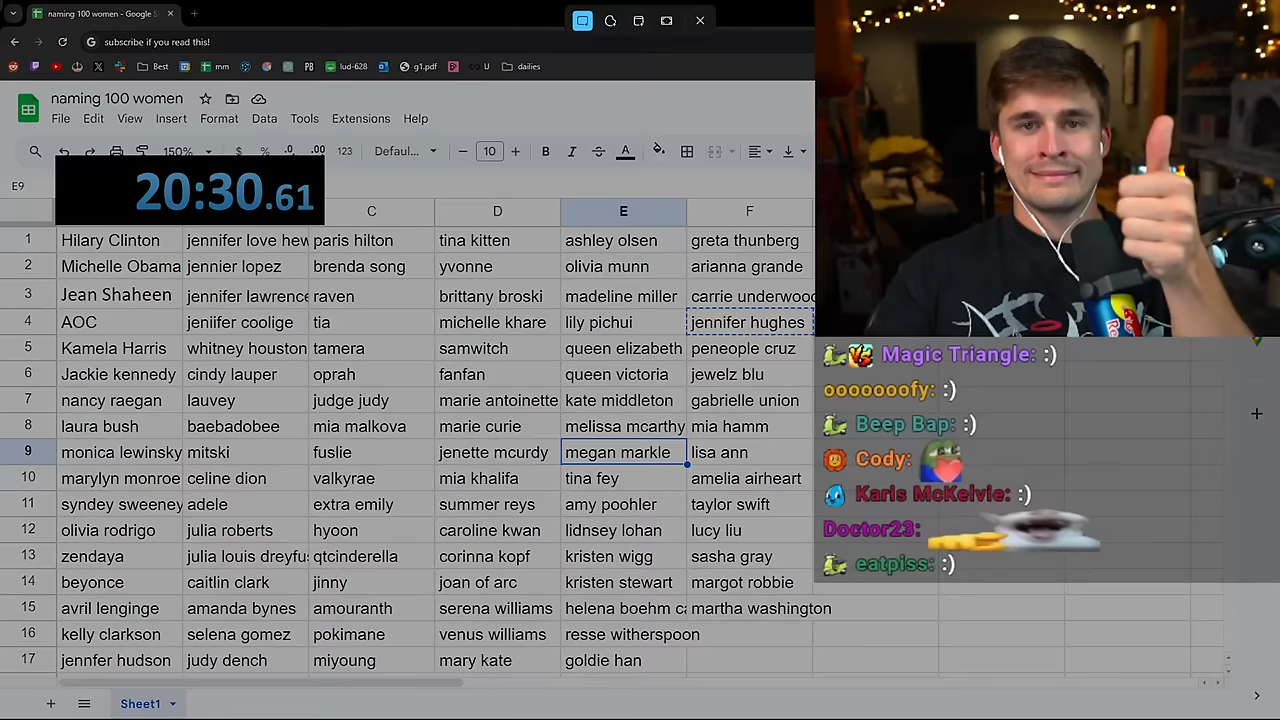 naming 100 women - Google S
subscribe if you read this!
Best
mm
PB
lud-628
g1.pdf
U
dailies
naming 100 women
File Edit View Insert Format Data Tools Extensions Help
150% $ % .0 .00 123 Defaul... 10 B I A
E9
20:30.61
C D E F
1 Hilary Clinton jennifer love hew paris hilton tina kitten ashley olsen greta thunberg
2 Michelle Obama jennier lopez brenda song yvonne olivia munn arianna grande
3 Jean Shaheen jennifer lawrence raven brittany broski madeline miller carrie underwood
4 AOC jeniifer coolige tia michelle khare lily pichui jennifer hughes
5 Kamela Harris whitney houston tamera samwitch queen elizabeth peneople cruz
6 Jackie kennedy cindy lauper oprah fanfan queen victoria jewelz blu
7 nancy raegan lauvey judge judy marie antoinette kate middleton gabrielle union
8 laura bush baebadobee mia malkova marie curie melissa mcarthy mia hamm
9 monica lewinsky mitski fuslie jenette mcurdy megan markle lisa ann
10 marylyn monroe celine dion valkyrae mia khalifa tina fey amelia airheart
11 syndey sweeney adele extra emily summer reys amy poohler taylor swift
12 olivia rodrigo julia roberts hyoon caroline kwan lidnsey lohan lucy liu
13 zendaya julia louis dreyfus qtcinderella corinna kopf kristen wigg sasha gray
14 beyonce caitlin clark jinny joan of arc kristen stewart margot robbie
15 avril lenginge amanda bynes amouranth serena williams helena boehm ca martha washington
16 kelly clarkson selena gomez pokimane venus williams resse witherspoon
17 jennfer hudson judy dench miyoung mary kate goldie han
Sheet1
VS Magic Triangle: :)
ooooooofy: :)
Beep Bap: :)
Cody:
Karis McKelvie: :)
Doctor23:
eatpiss: :)